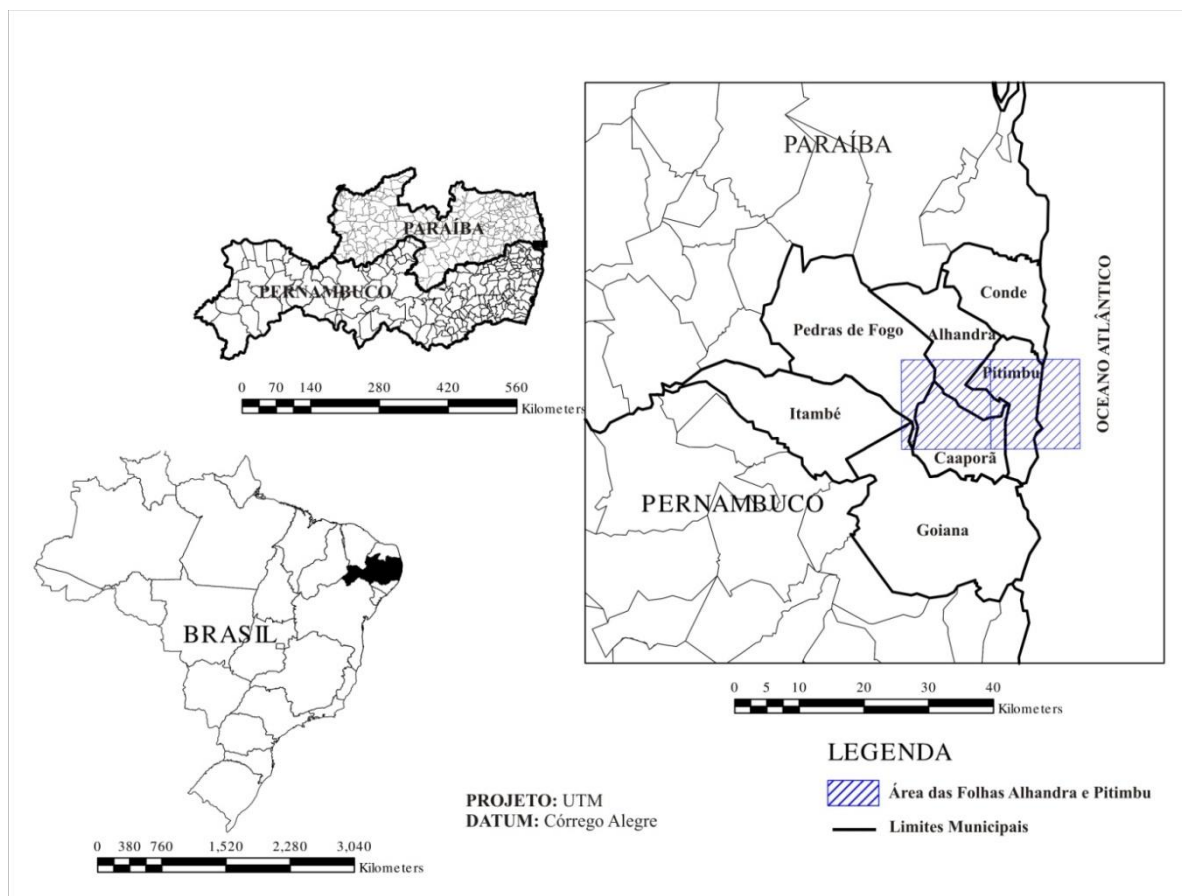 PARAÍBA
PERNAMBUCO
0 70 140 280 420 560
Kilometers
BRASIL
0 380 760 1,520 2,280 3,040
Kilometers
PROJETO: UTM
DATUM: Córrego Alegre
PARAÍBA
Conde
Pedras de Fogo
Alhandra
Pitimbu
Itambé
Caaporã
PERNAMBUCO
Goiana
OCEANO ATLÂNTICO
0 5 10 20 30 40
Kilometers
LEGENDA
Área das Folhas Alhandra e Pitimbu
Limites Municipais